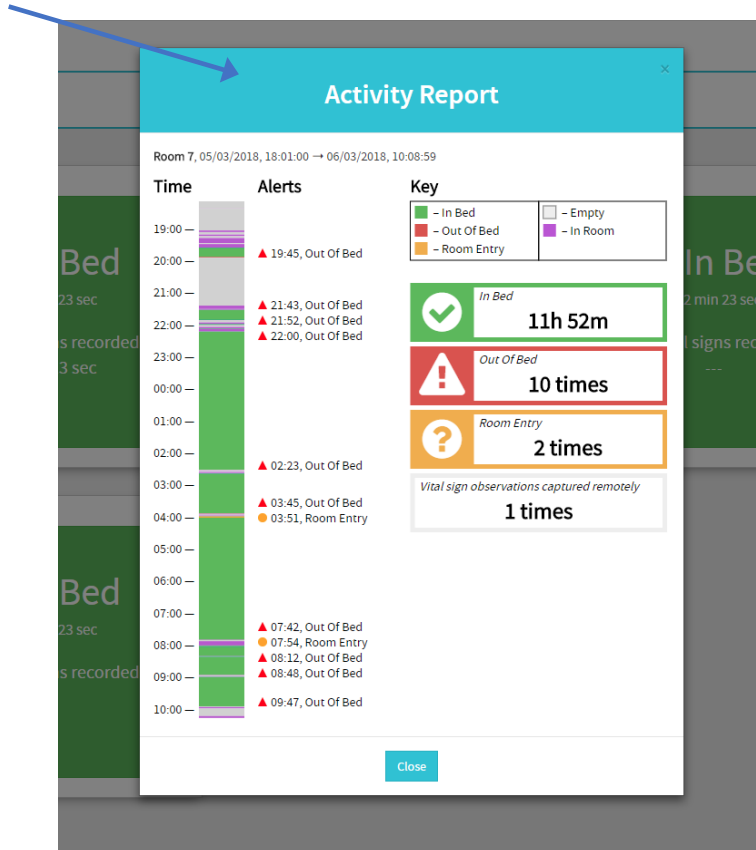 Activity Report
×
Room 7, 05/03/2018, 18:01:00 → 06/03/2018, 10:08:59
Time
Alerts
Key
19:00
20:00
21:00
22:00
23:00
00:00
01:00
02:00
03:00
04:00
05:00
06:00
07:00
08:00
09:00
10:00
19:45, Out Of Bed
21:43, Out Of Bed
21:52, Out Of Bed
22:00, Out Of Bed
02:23, Out Of Bed
03:45, Out Of Bed
03:51, Room Entry
07:42, Out Of Bed
07:54, Room Entry
08:12, Out Of Bed
08:48, Out Of Bed
09:47, Out Of Bed
– In Bed
– Out Of Bed
– Room Entry
– Empty
– In Room
In Bed
11h 52m
Out Of Bed
10 times
Room Entry
2 times
Vital sign observations captured remotely
1 times
Close
Bed
23 sec
s recorded
3 sec
Bed
23 sec
s recorded
In Be
2 min 23 sec
l signs rec
---